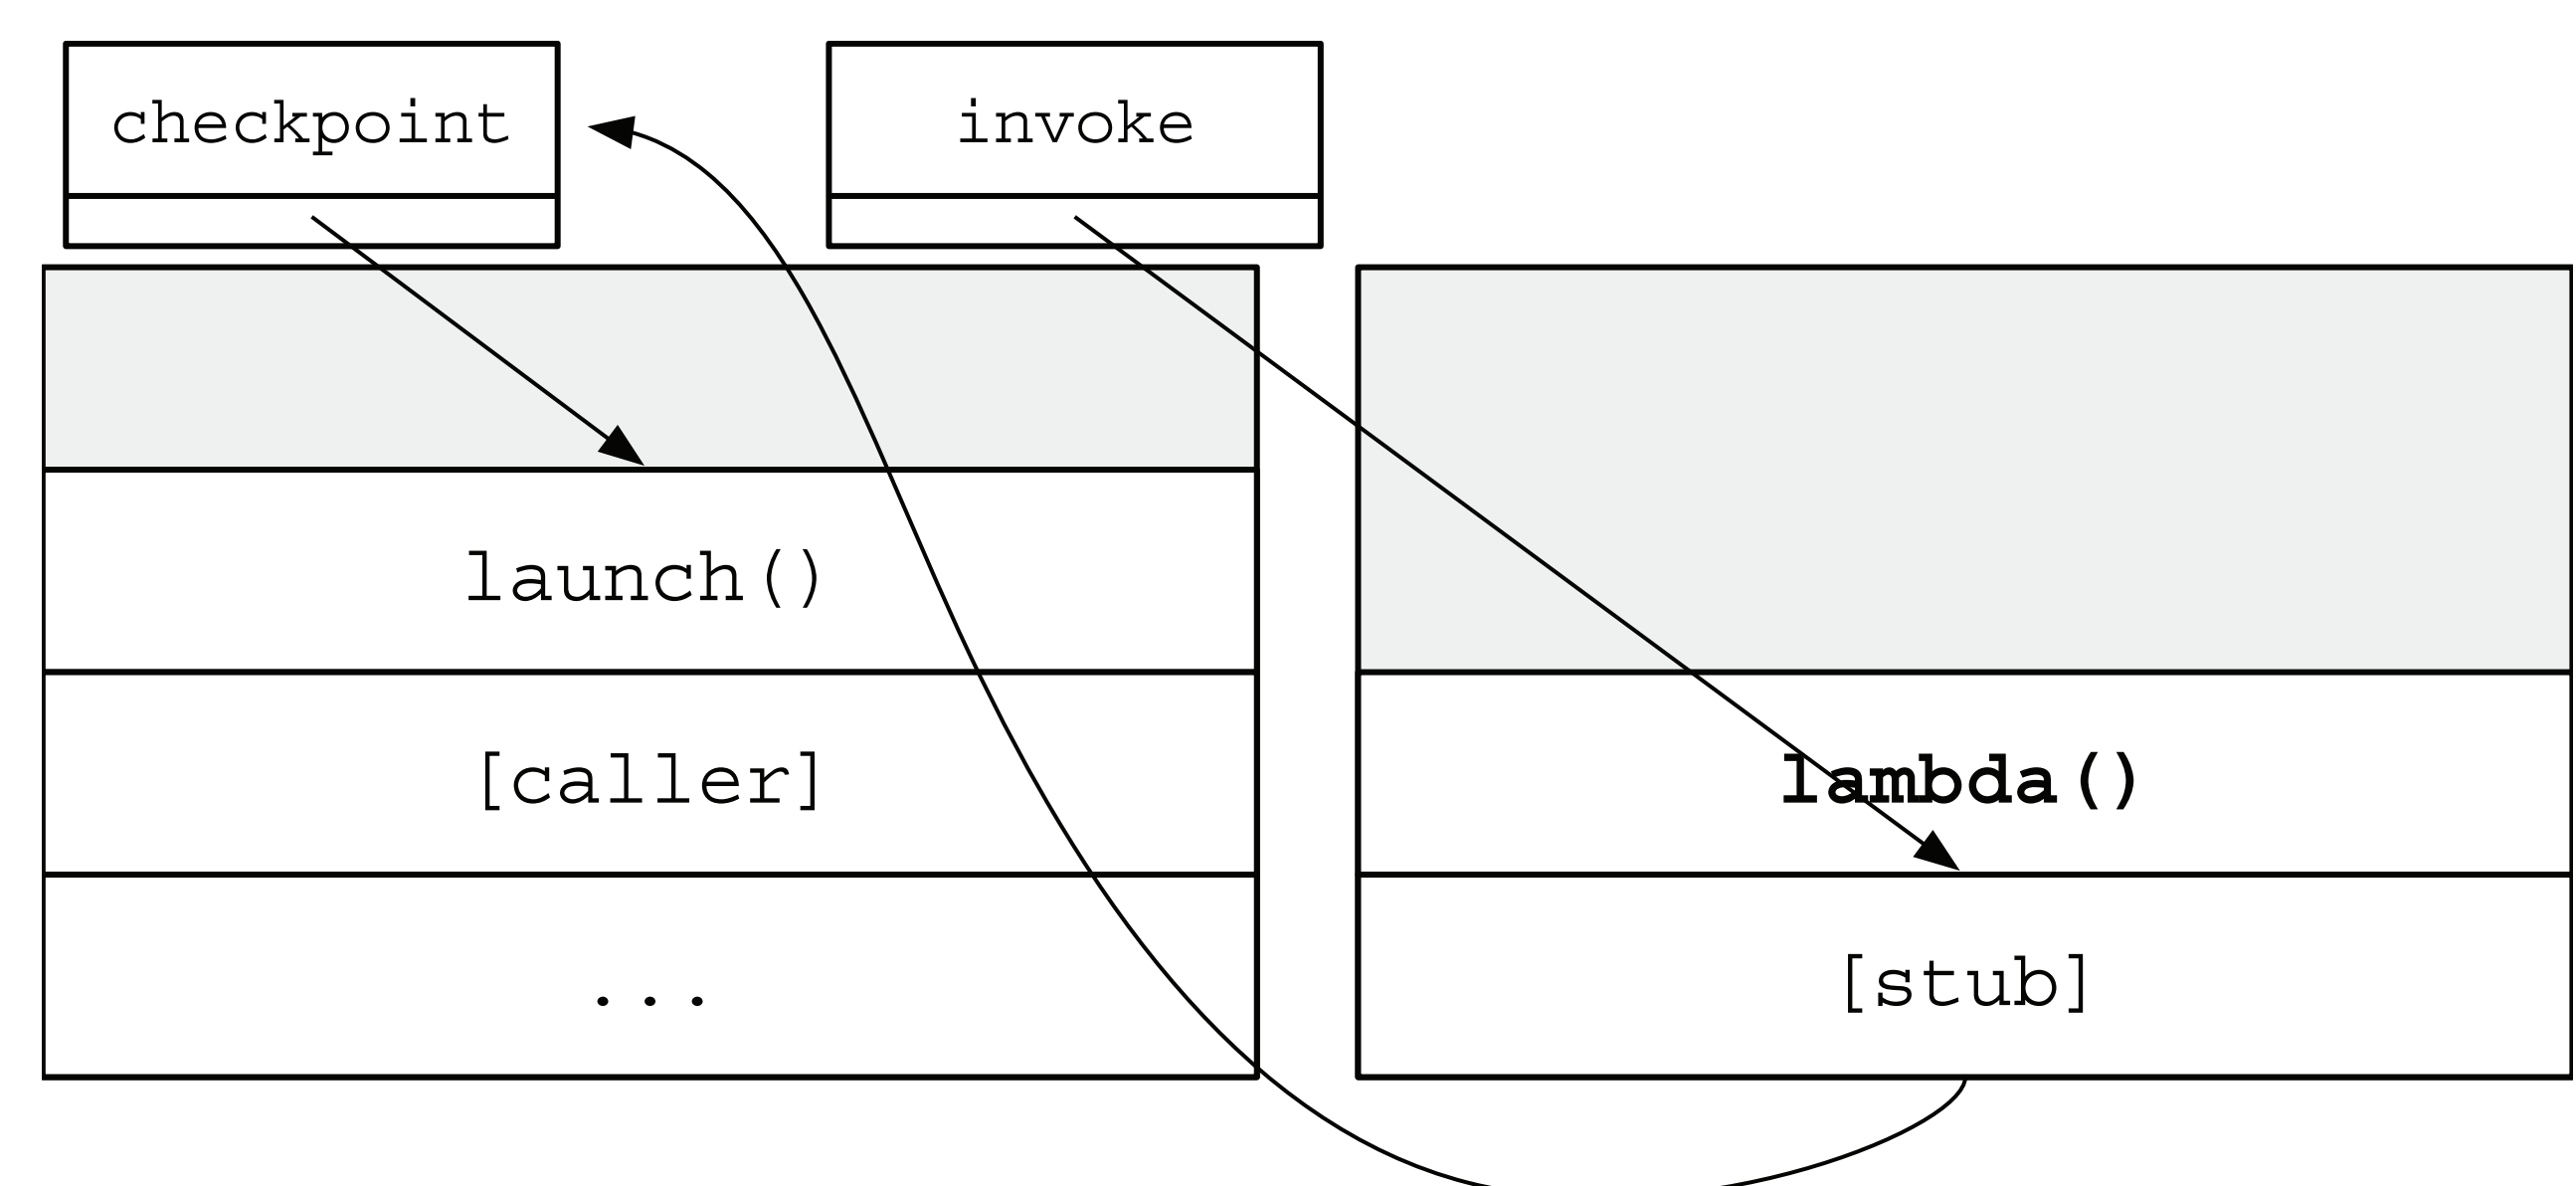 checkpoint
invoke
launch()
[caller]
...
lambda()
[stub]